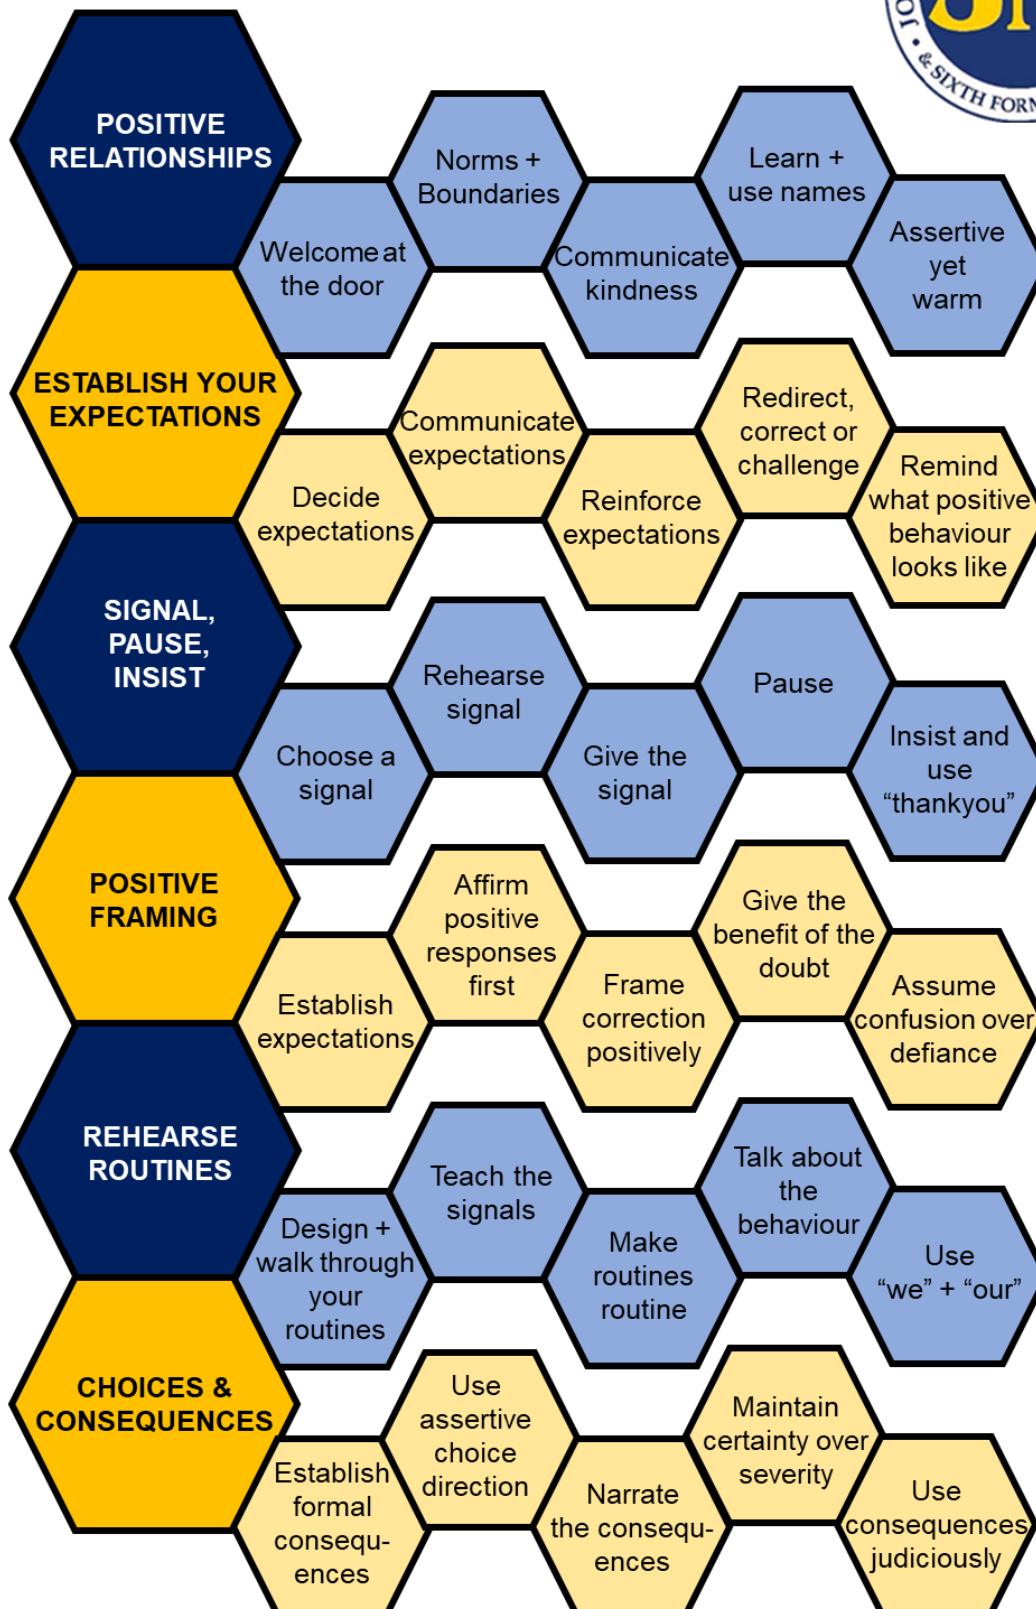 POSITIVE
RELATIONSHIPS
Welcome at
the door
Norms +
Boundaries
Communicate
kindness
Learn +
use names
Assertive
yet
warm
ESTABLISH YOUR
EXPECTATIONS
Decide
expectations
Communicate
expectations
Reinforce
expectations
Redirect,
correct or
challenge
Remind
what positive
behaviour
looks like
SIGNAL,
PAUSE,
INSIST
Choose a
signal
Rehearse
signal
Give the
signal
Pause
Insist and
use
“thankyou”
POSITIVE
FRAMING
Establish
expectations
Affirm
positive
responses
first
Frame
correction
positively
Give the
benefit of the
doubt
Assume
confusion over
defiance
REHEARSE
ROUTINES
Design +
walk through
your
routines
Teach the
signals
Make
routines
routine
Talk about
the
behaviour
Use
“we” + “our”
CHOICES &
CONSEQUENCES
Establish
formal
consequ-
ences
Use
assertive
choice
direction
Narrate
the consequ-
ences
Maintain
certainty over
severity
Use
consequences
judiciously
& SIXTH FORM